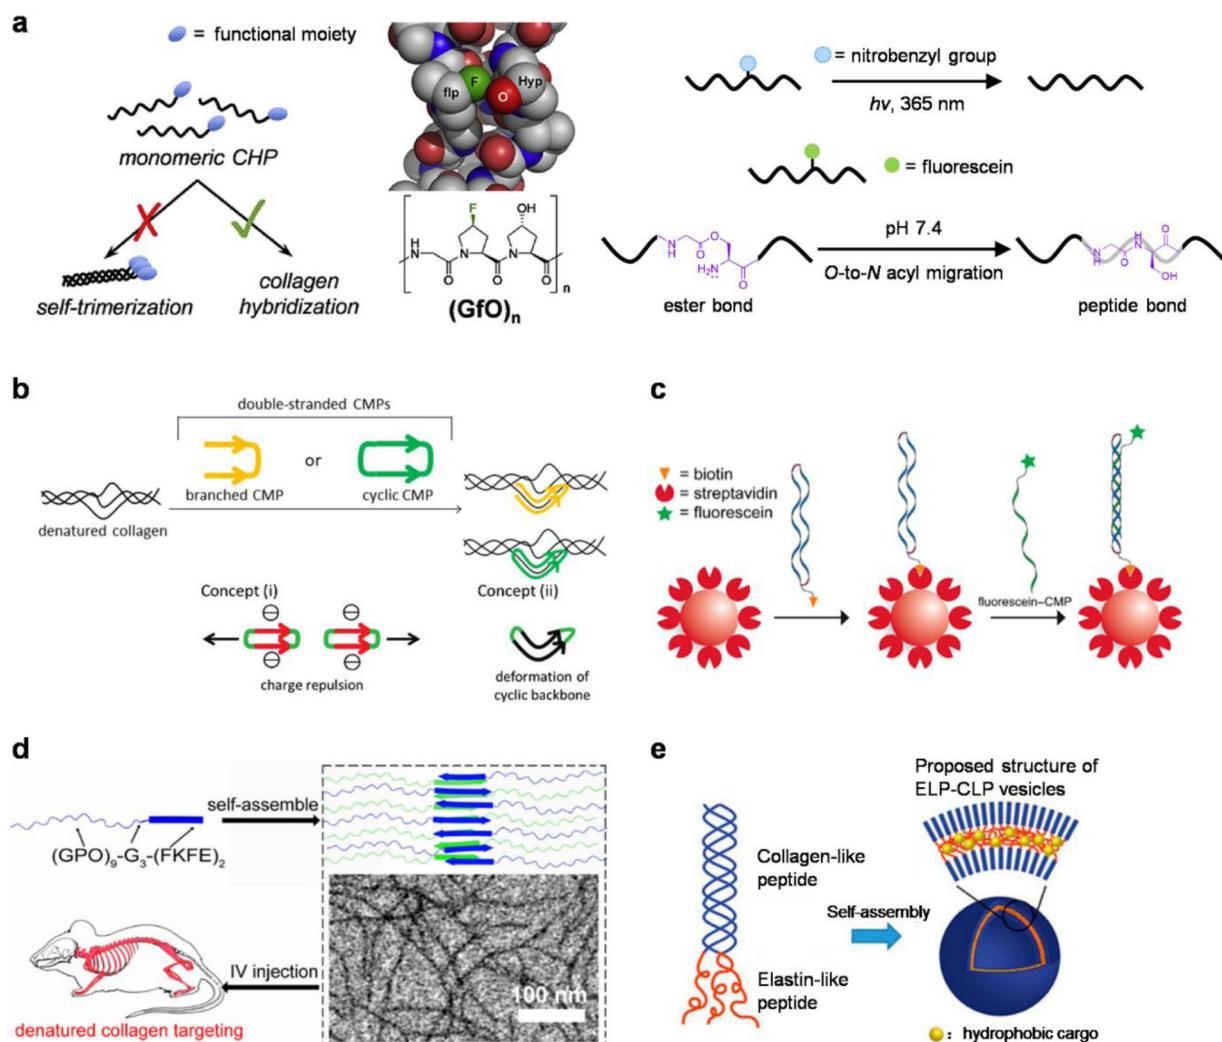 a
= functional moiety
monomeric CHP
self-trimerization
collagen
hybridization
flp
F
O
Hyp
F
OH
H
N
N
N
O
O
O
n
(GfO)n
= nitrobenzyl group
hν, 365 nm
= fluorescein
pH 7.4
O-to-N acyl migration
N
H
O
O
H2N
O
ester bond
N
H
O
H
N
O
OH
peptide bond
b
double-stranded CMPs
or
branched CMP
cyclic CMP
denatured collagen
Concept (i)
Concept (ii)
charge repulsion
deformation of
cyclic backbone
c
= biotin
= streptavidin
= fluorescein
fluorescein–CMP
d
(GPO)9-G3-(FKFE)2
self-assemble
IV injection
denatured collagen targeting
100 nm
e
Collagen-like
peptide
Elastin-like
peptide
Self-assembly
Proposed structure of
ELP-CLP vesicles
: hydrophobic cargo